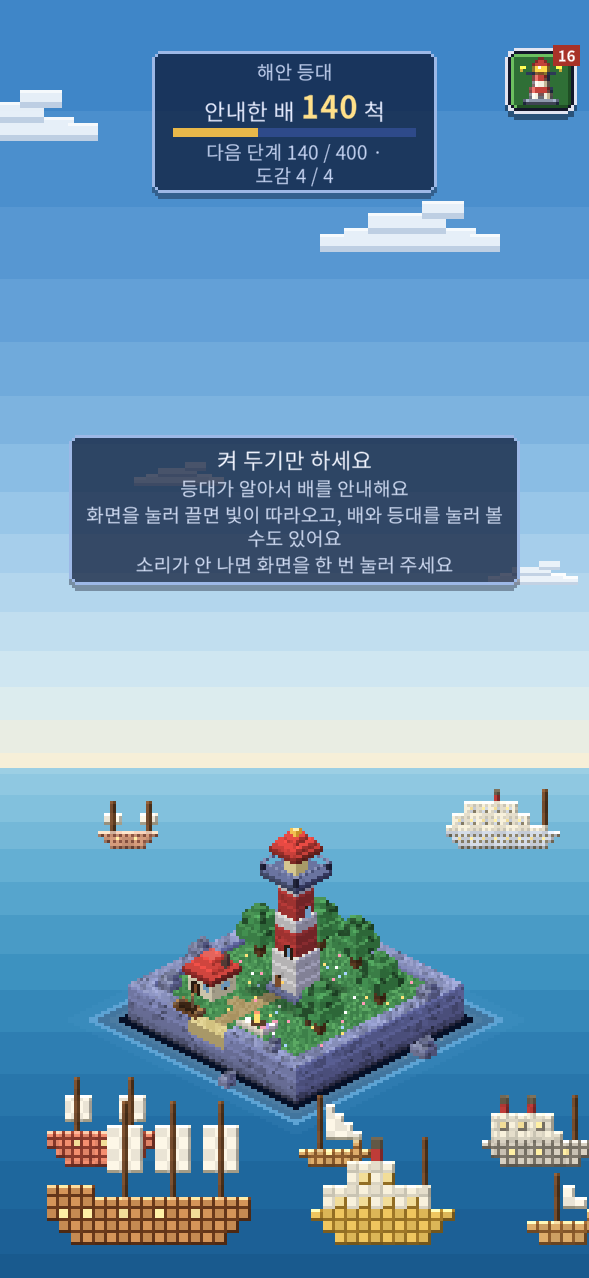 해안 등대
16
안내한 배 140 척
다음 단계 140 / 400 ·
도감 4 / 4
켜 두기만 하세요
등대가 알아서 배를 안내해요
화면을 눌러 끌면 빛이 따라오고, 배와 등대를 눌러 볼
수도 있어요
소리가 안 나면 화면을 한 번 눌러 주세요